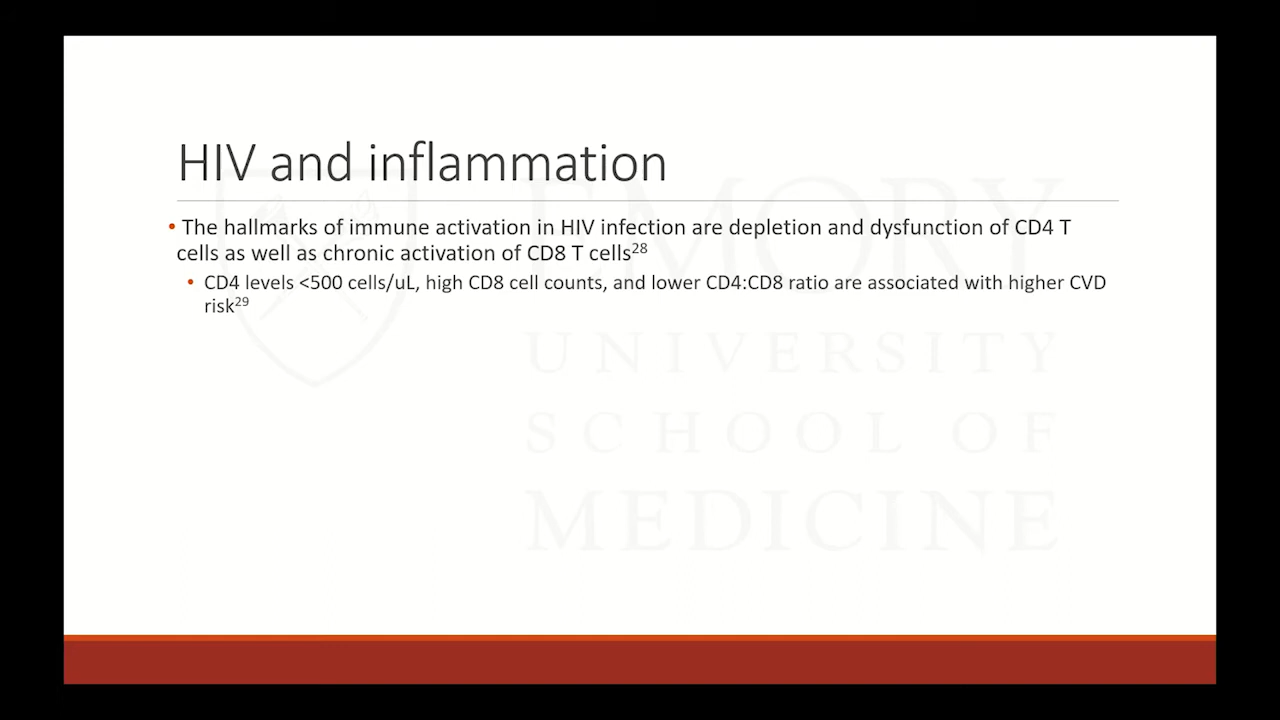 HIV and inflammation
• The hallmarks of immune activation in HIV infection are depletion and dysfunction of CD4 T
cells as well as chronic activation of CD8 T cells28
• CD4 levels <500 cells/uL, high CD8 cell counts, and lower CD4:CD8 ratio are associated with higher CVD
risk29
EMORY
UNIVERSITY
SCHOOL OF
MEDICINE